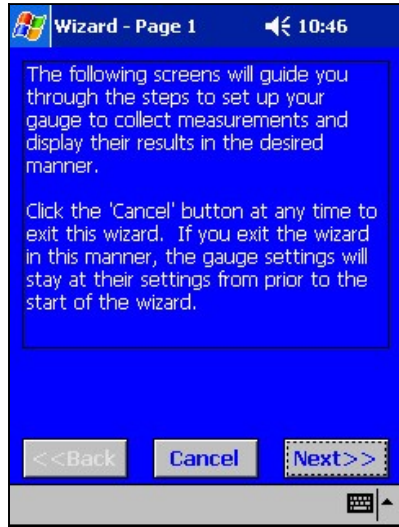 Wizard - Page 1 10:46
The following screens will guide you
through the steps to set up your
gauge to collect measurements and
display their results in the desired
manner.
Click the 'Cancel' button at any time to
exit this wizard.  If you exit the wizard
in this manner, the gauge settings will
stay at their settings from prior to the
start of the wizard.
<<Back Cancel Next>>